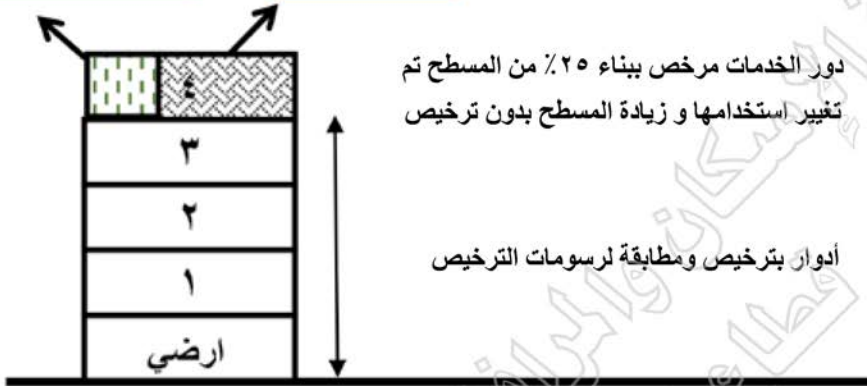 دور الخدمات مرخص ببناء ٢٥٪ من المسطح تم
تغيير استخدامها و زيادة المسطح بدون ترخيص
٤
٣
٢
١
ارضي
أدوار بترخيص ومطابقة لرسومات الترخيص